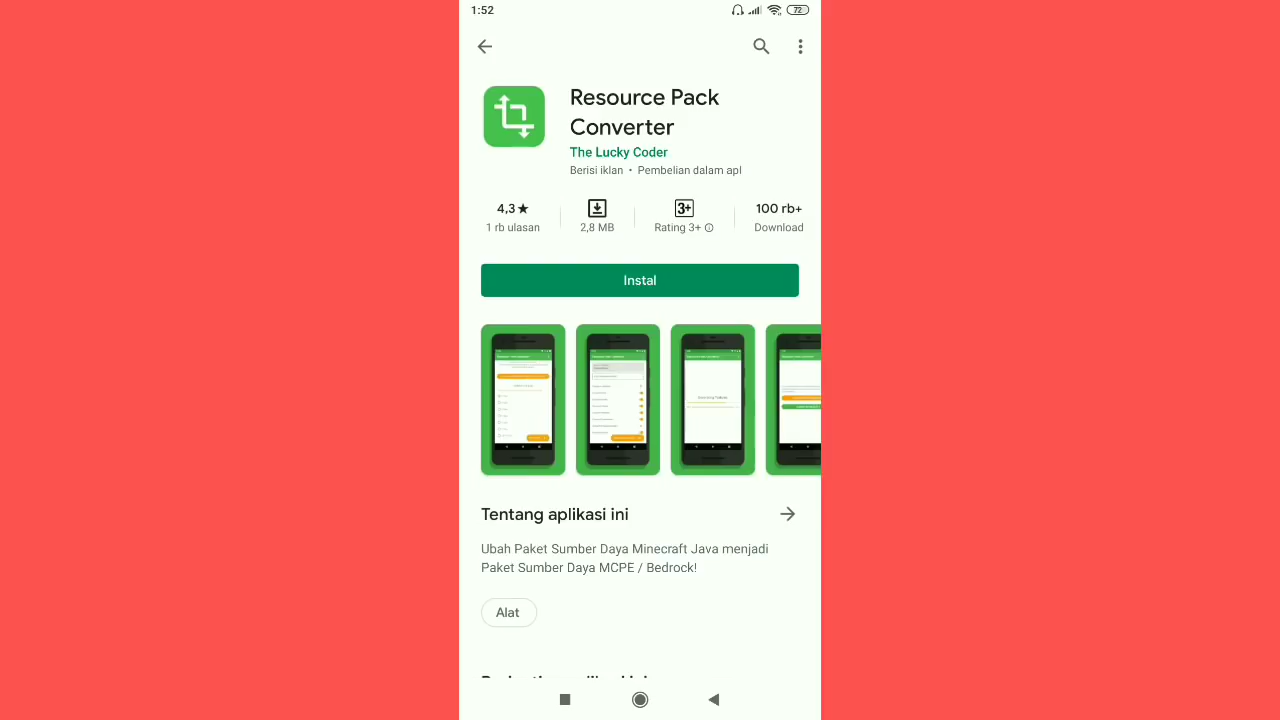 1:52
72
Resource Pack
Converter
The Lucky Coder
Berisi iklan • Pembelian dalam apl
4,3★
1 rb ulasan
2,8 MB
3+
Rating 3+
100 rb+
Download
Instal
Tentang aplikasi ini
Ubah Paket Sumber Daya Minecraft Java menjadi
Paket Sumber Daya MCPE / Bedrock!
Alat